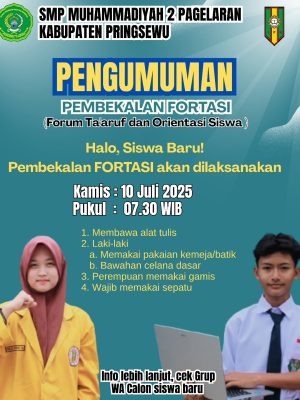 SMP MUHAMMADIYAH 2 PAGELARAN
KABUPATEN PRINGSEWU
PENGUMUMAN
PEMBEKALAN FORTASI
(Forum Ta'aruf dan Orientasi Siswa )
Halo, Siswa Baru!
Pembekalan FORTASI akan dilaksanakan
Kamis : 10 Juli 2025
Pukul : 07.30 WIB
1. Membawa alat tulis
2. Laki-laki
a. Memakai pakaian kemeja/batik
b. Bawahan celana dasar
3. Perempuan memakai gamis
4. Wajib memakai sepatu
Info lebih lanjut, cek Grup
WA Calon siswa baru